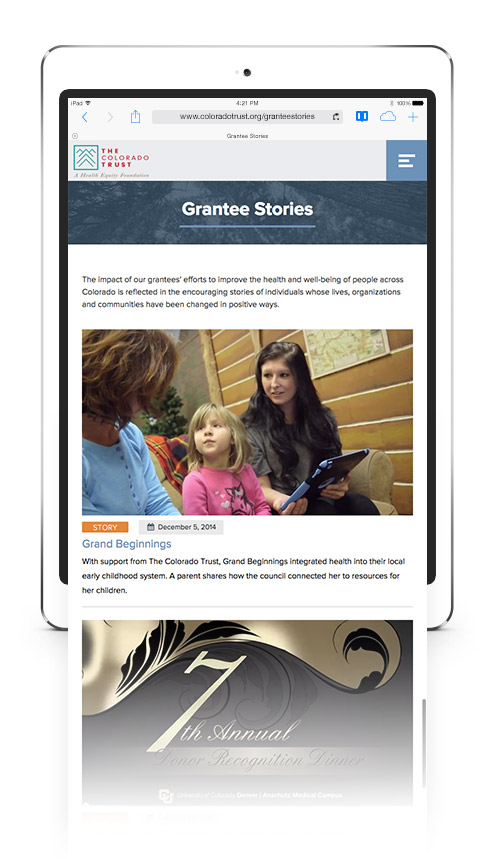 iPad
4:21 PM
100%
www.coloradotrust.org/granteestories
Grantee Stories
THE
COLORADO
TRUST
A Health Equity Foundation
Grantee Stories
The impact of our grantees' efforts to improve the health and well-being of people across
Colorado is reflected in the encouraging stories of individuals whose lives, organizations
and communities have been changed in positive ways.
STORY
December 5, 2014
Grand Beginnings
With support from The Colorado Trust, Grand Beginnings integrated health into their local
early childhood system. A parent shares how the council connected her to resources for
her children.
7th Annual
Donor Recognition Dinner
University of Colorado Denver | Anschutz Medical Campus